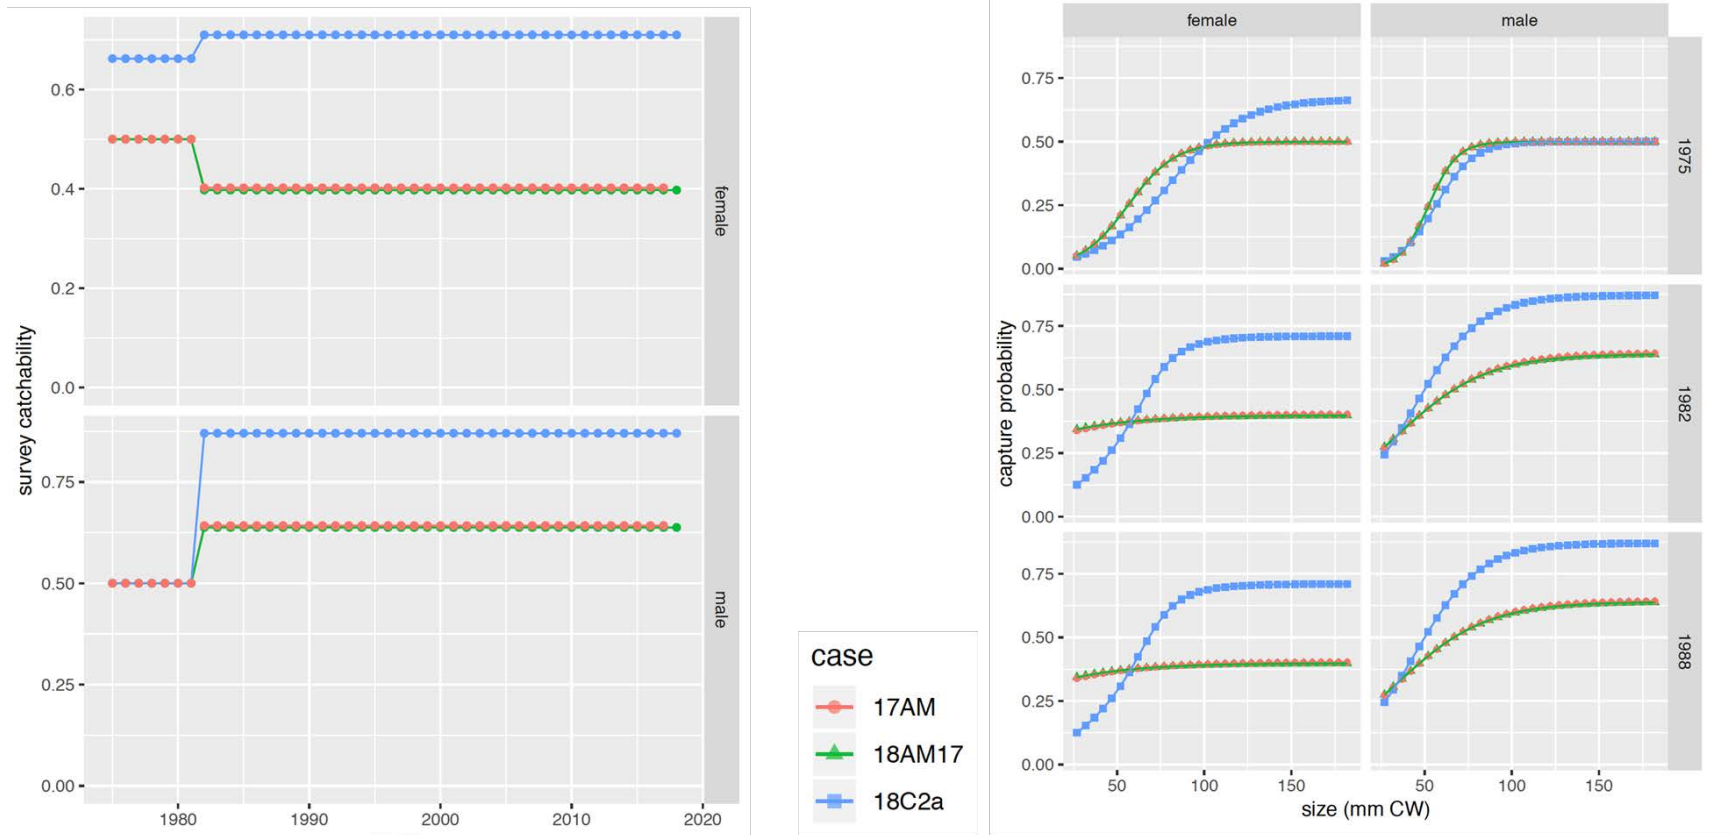 survey catchability
0.6
0.4
0.2
0.0
female
0.75
0.50
0.25
0.00
male
1980 1990 2000 2010 2020
case
17AM
18AM17
18C2a
female male
capture probability
0.75
0.50
0.25
0.00
1975
0.75
0.50
0.25
0.00
1982
0.75
0.50
0.25
0.00
1988
50 100 150 50 100 150
size (mm CW)